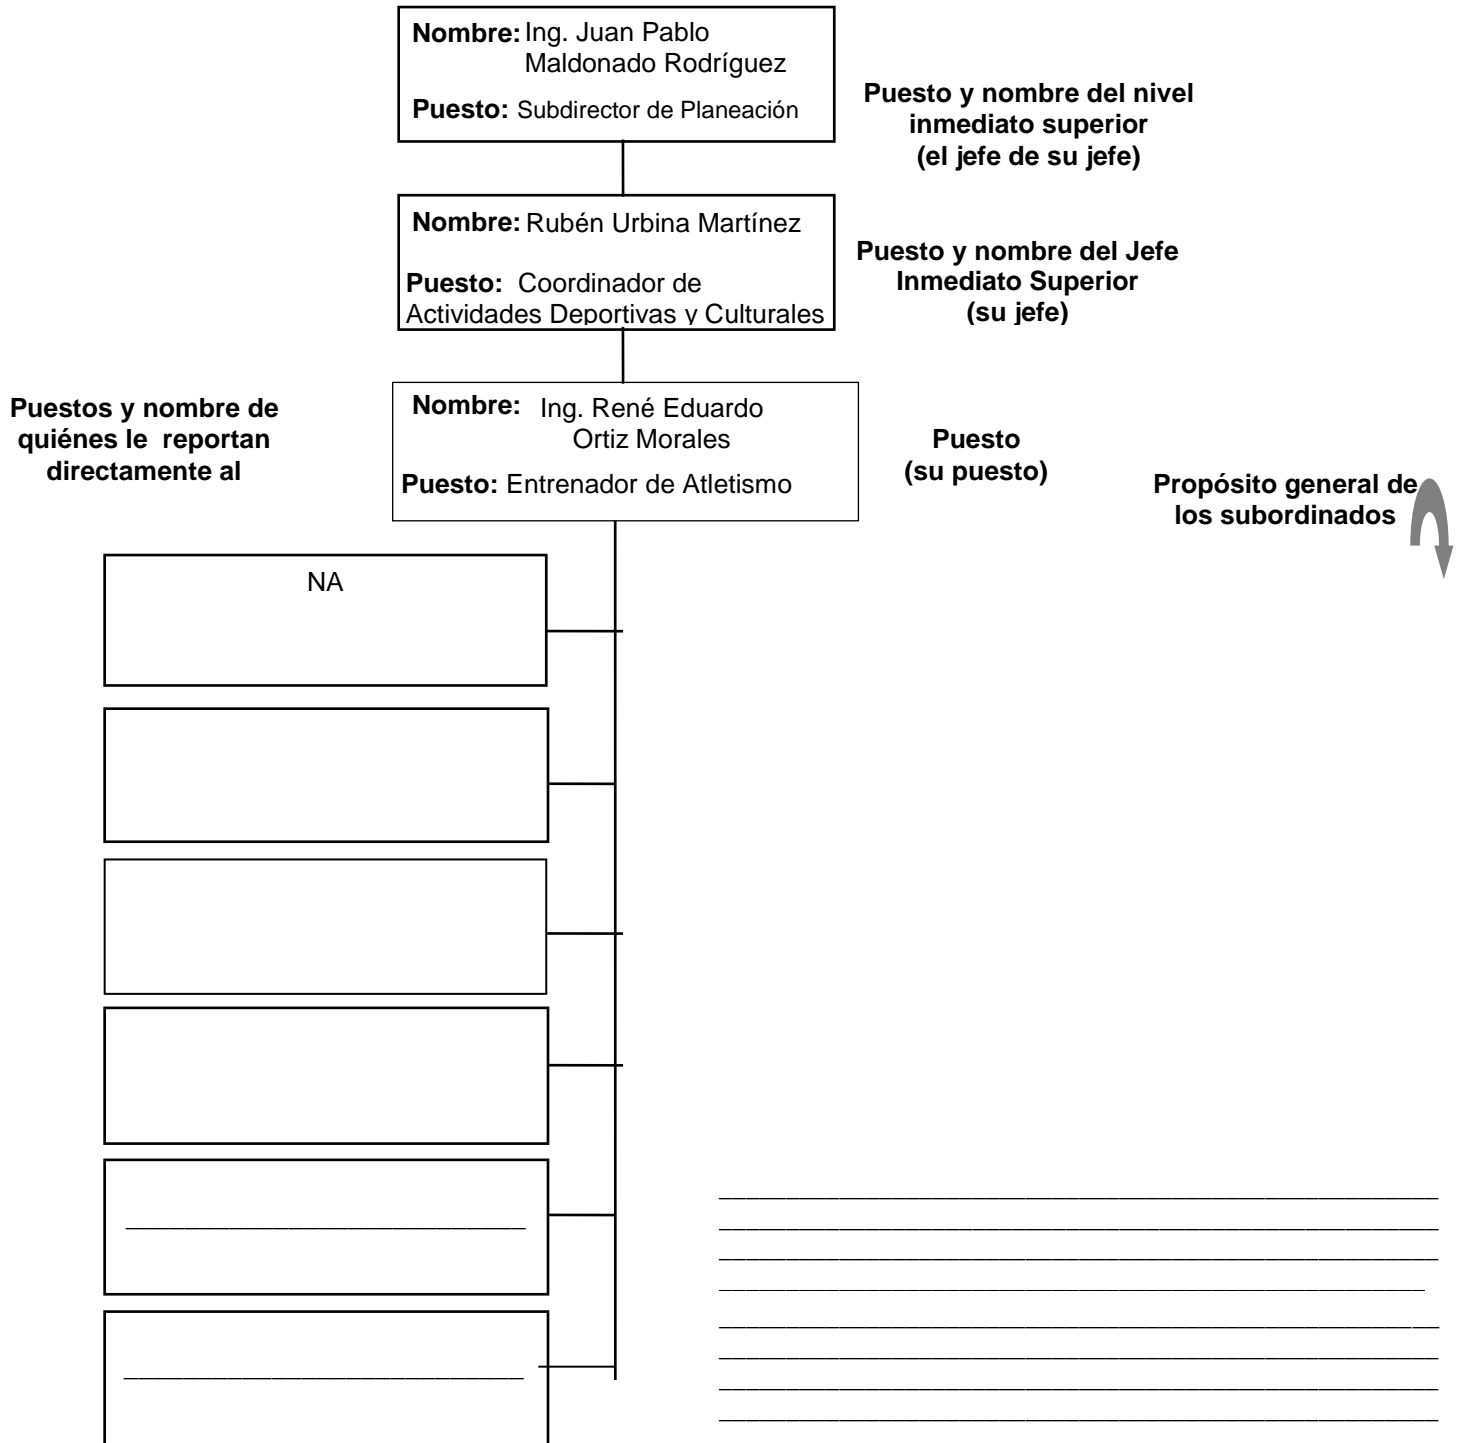 Nombre: Ing. Juan Pablo
Maldonado Rodríguez
Puesto: Subdirector de Planeación
Puesto y nombre del nivel
inmediato superior
(el jefe de su jefe)
Nombre: Rubén Urbina Martínez
Puesto: Coordinador de
Actividades Deportivas y Culturales
Puesto y nombre del Jefe
Inmediato Superior
(su jefe)
Puestos y nombre de
quiénes le reportan
directamente al
Nombre: Ing. René Eduardo
Ortiz Morales
Puesto: Entrenador de Atletismo
Puesto
(su puesto)
Propósito general de
los subordinados
NA